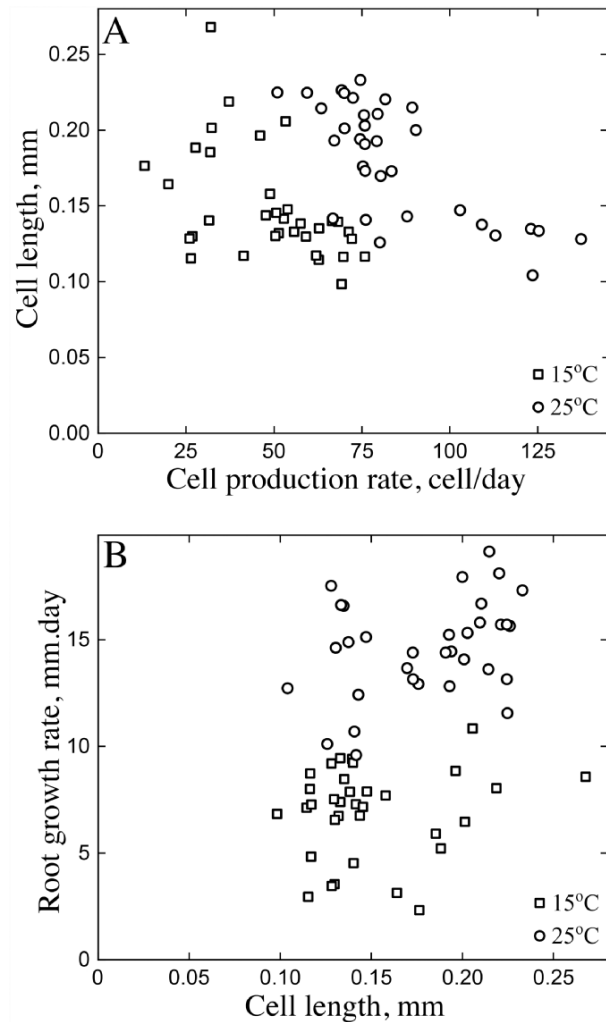 A
Cell length, mm
0.25
0.20
0.15
0.10
0.05
0.00
15°C
25°C
0 25 50 75 100 125
Cell production rate, cell/day
B
Root growth rate, mm.day
15
10
5
0
15°C
25°C
0 0.05 0.10 0.15 0.20 0.25
Cell length, mm